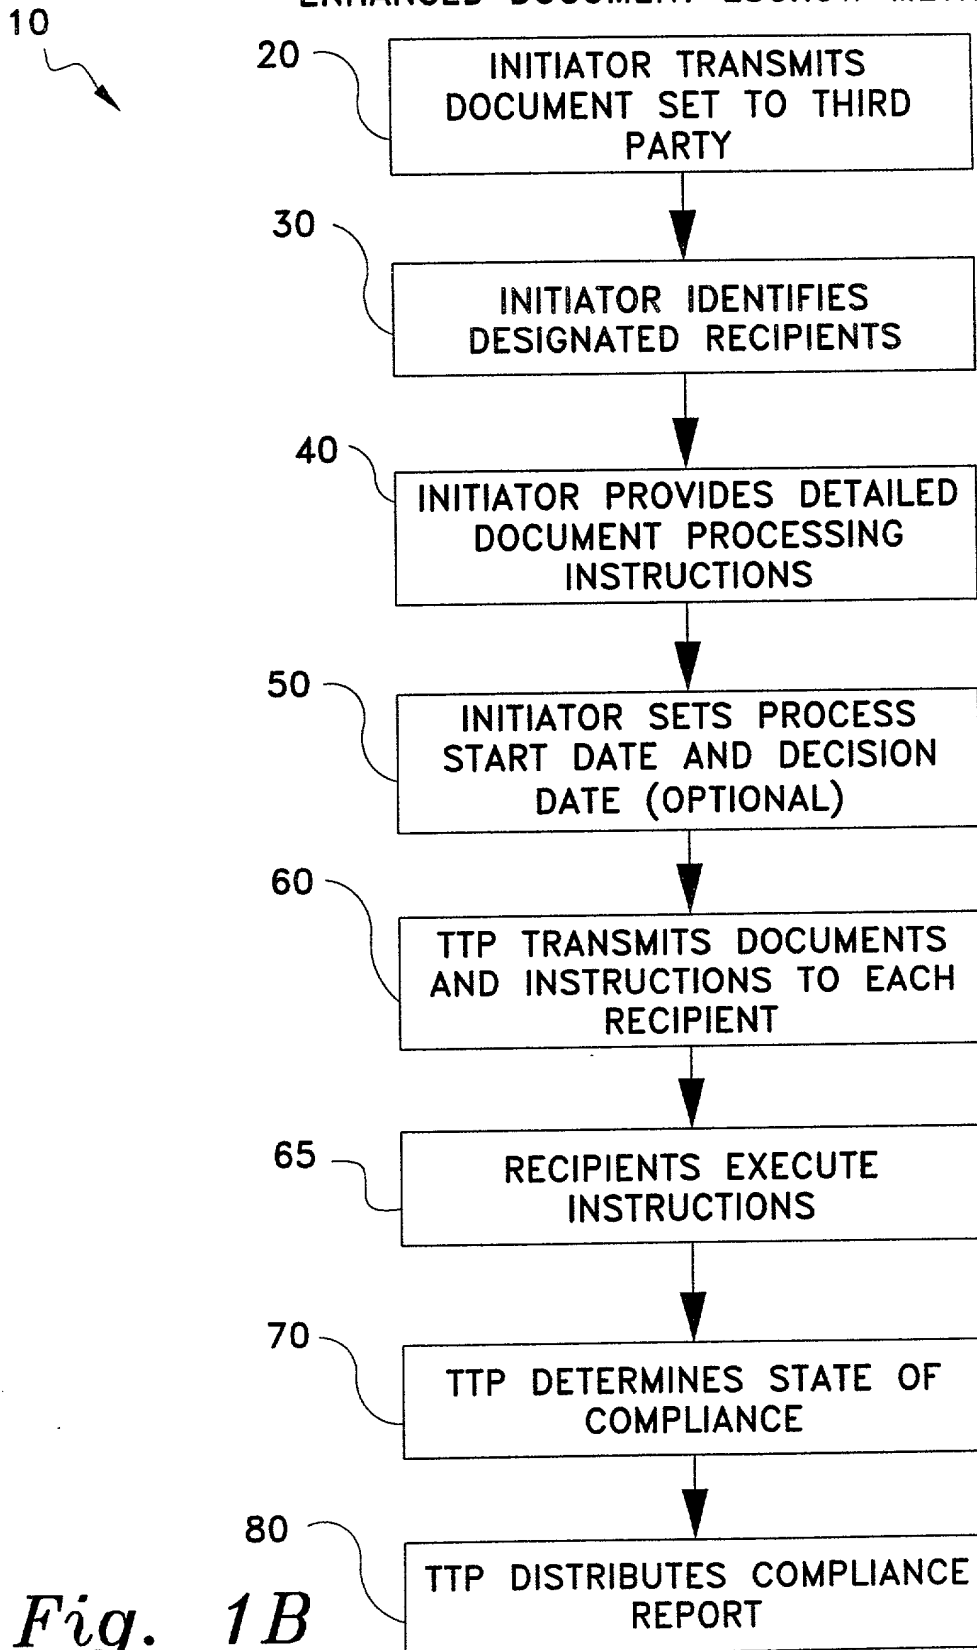 ENHANCED DOCUMENT ESCROW
10
20
INITIATOR TRANSMITS
DOCUMENT SET TO THIRD
PARTY
30
INITIATOR IDENTIFIES
DESIGNATED RECIPIENTS
40
INITIATOR PROVIDES DETAILED
DOCUMENT PROCESSING
INSTRUCTIONS
50
INITIATOR SETS PROCESS
START DATE AND DECISION
DATE (OPTIONAL)
60
TTP TRANSMITS DOCUMENTS
AND INSTRUCTIONS TO EACH
RECIPIENT
65
RECIPIENTS EXECUTE
INSTRUCTIONS
70
TTP DETERMINES STATE OF
COMPLIANCE
80
TTP DISTRIBUTES COMPLIANCE
REPORT
Fig. 1B